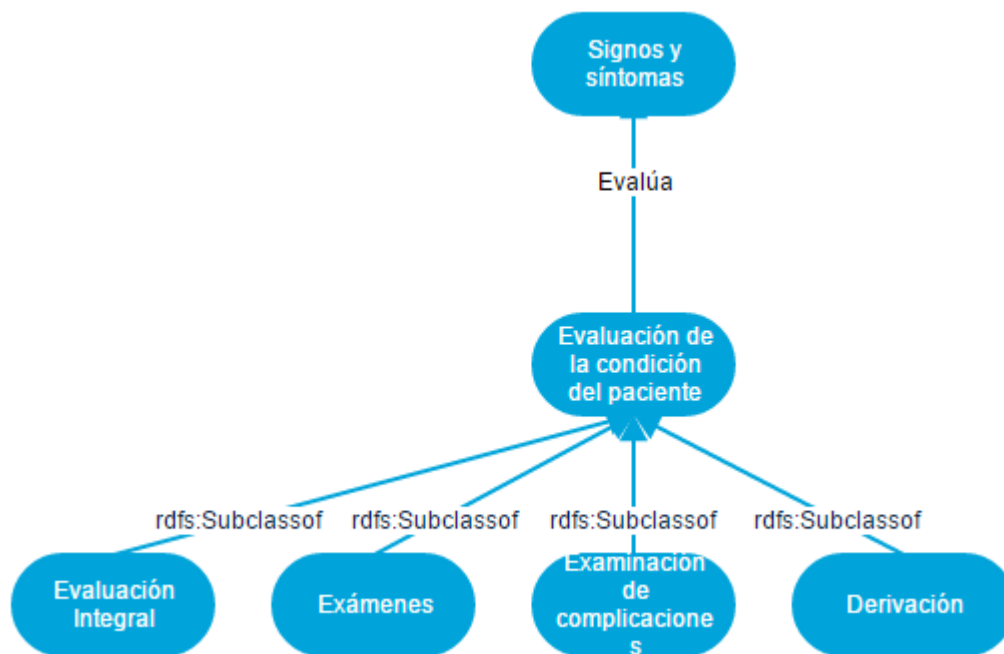 Signos y
síntomas
Evalúa
Evaluación de
la condición
del paciente
rdfs:Subclassof rdfs:Subclassof rdfs:Subclassof rdfs:Subclassof
Evaluación
Integral
Exámenes
Examinación
de
complicacione
s
Derivación